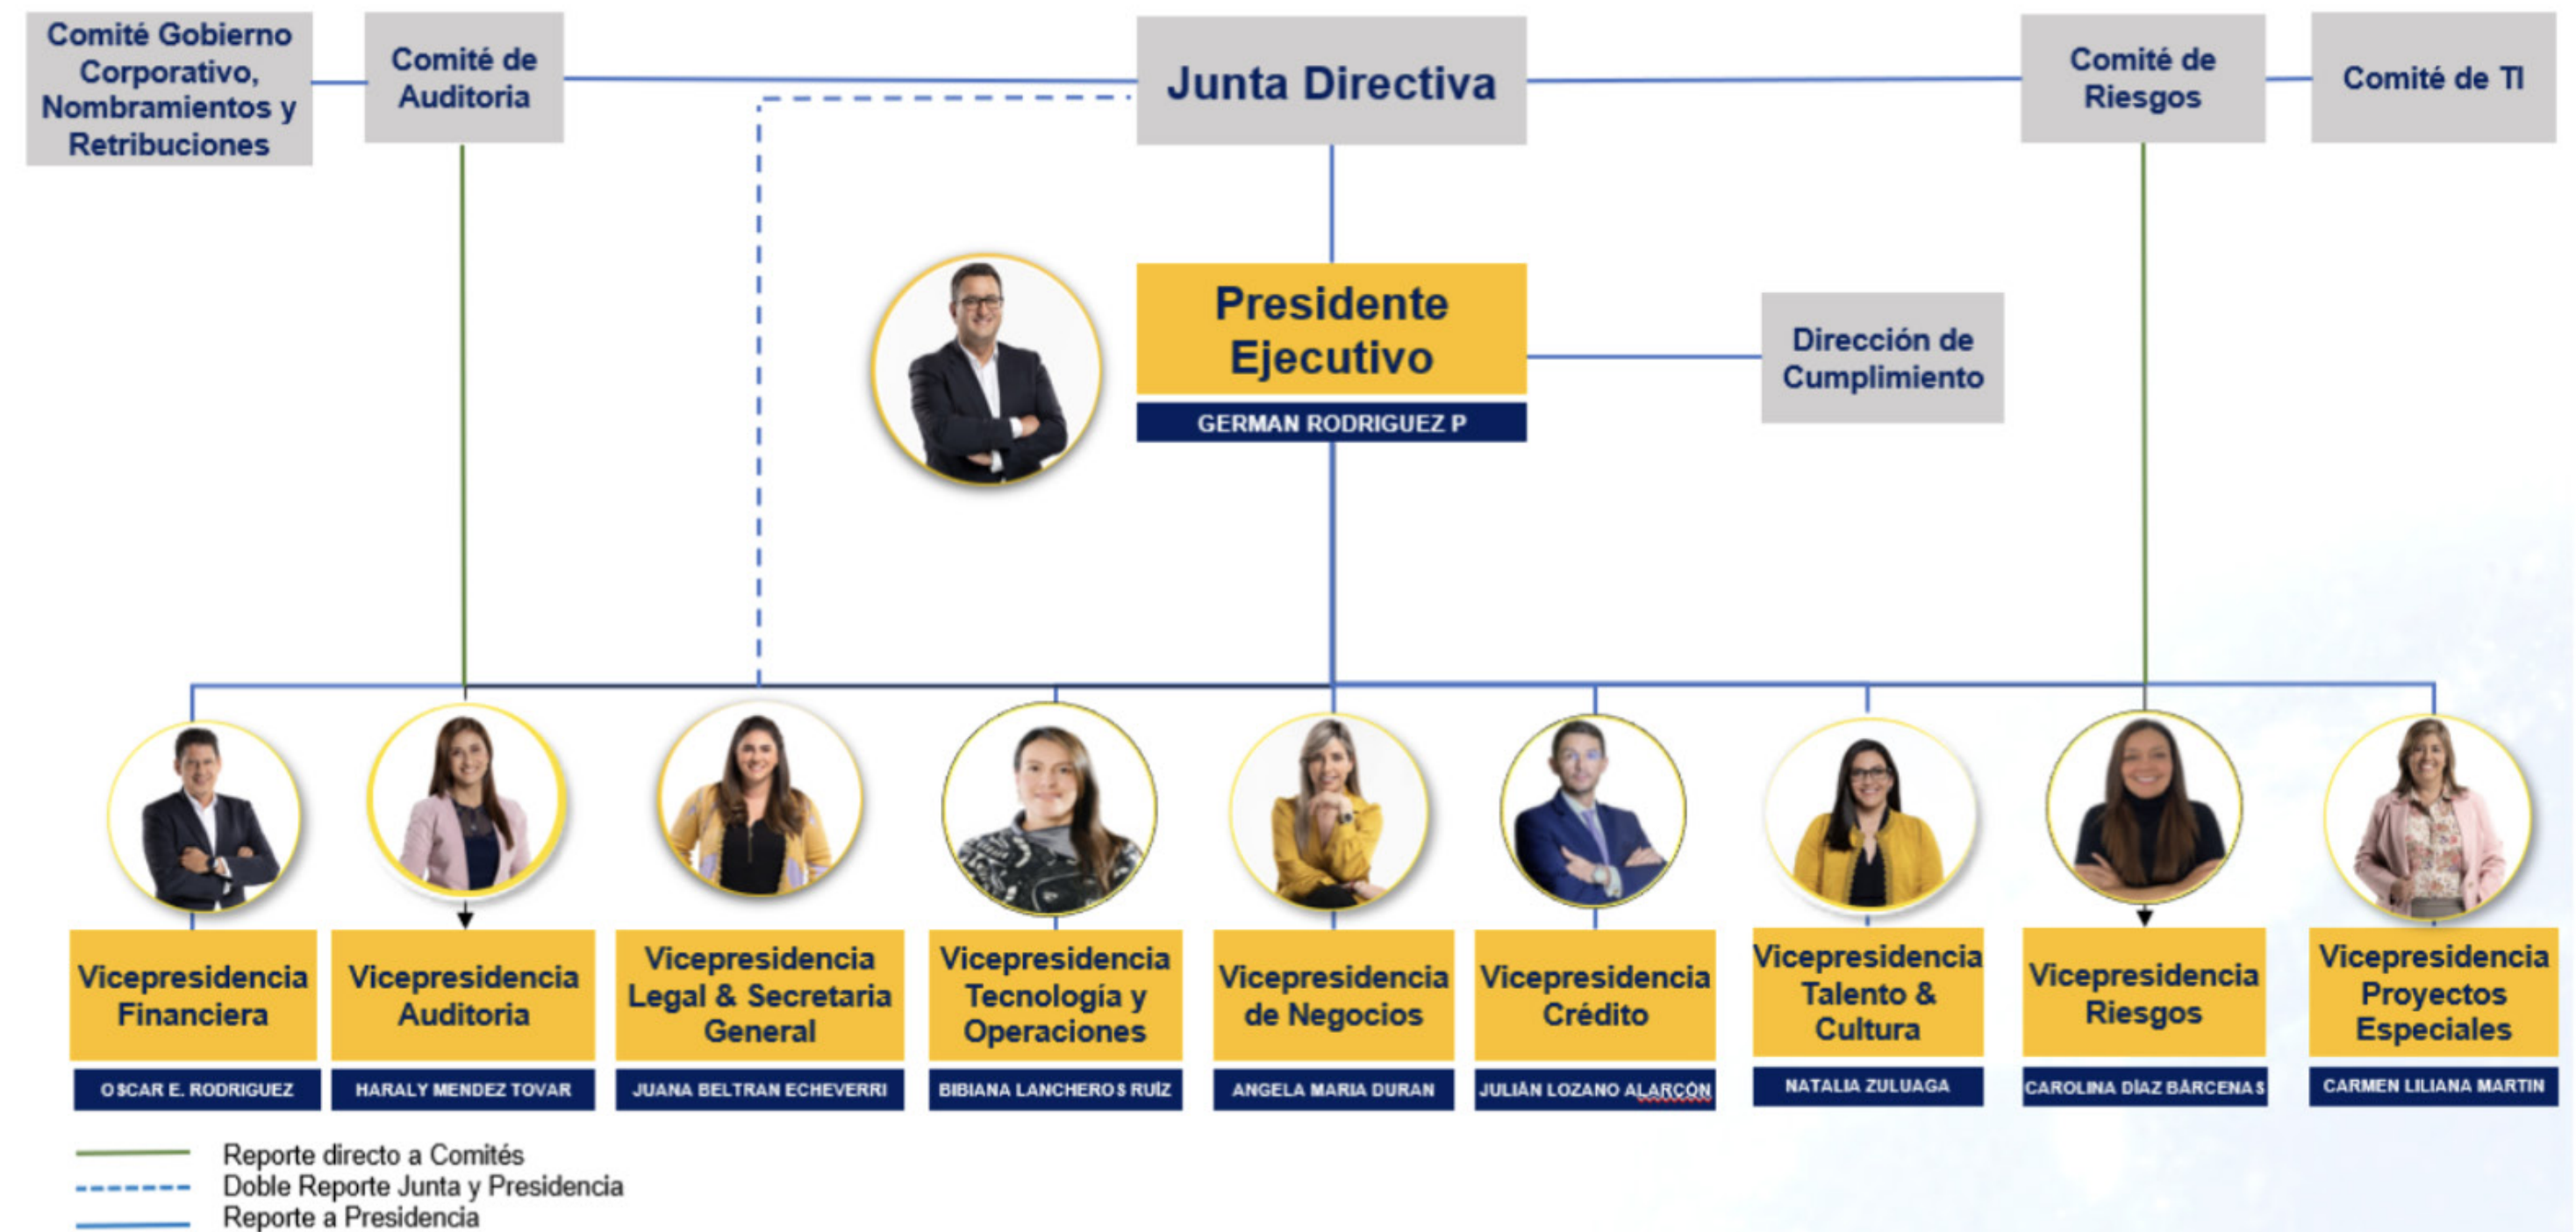 Comité Gobierno
Corporativo,
Nombramientos y
Retribuciones
Comité de
Auditoria
Junta Directiva
Comité de
Riesgos
Comité de TI
Presidente
Ejecutivo
GERMAN RODRIGUEZ P
Dirección de
Cumplimiento
Vicepresidencia
Financiera
OSCAR E. RODRIGUEZ
Vicepresidencia
Auditoria
HARALY MENDEZ TOVAR
Vicepresidencia
Legal & Secretaria
General
JUANA BELTRAN ECHEVERRI
Vicepresidencia
Tecnología y
Operaciones
BIBIANA LANCHEROS RUÍZ
Vicepresidencia
de Negocios
ANGELA MARIA DURAN
Vicepresidencia
Crédito
JULIÁN LOZANO ALARCÓN
Vicepresidencia
Talento &
Cultura
NATALIA ZULUAGA
Vicepresidencia
Riesgos
CAROLINA DÍAZ BÁRCENAS
Vicepresidencia
Proyectos
Especiales
CARMEN LILIANA MARTIN
Reporte directo a Comités
Doble Reporte Junta y Presidencia
Reporte a Presidencia